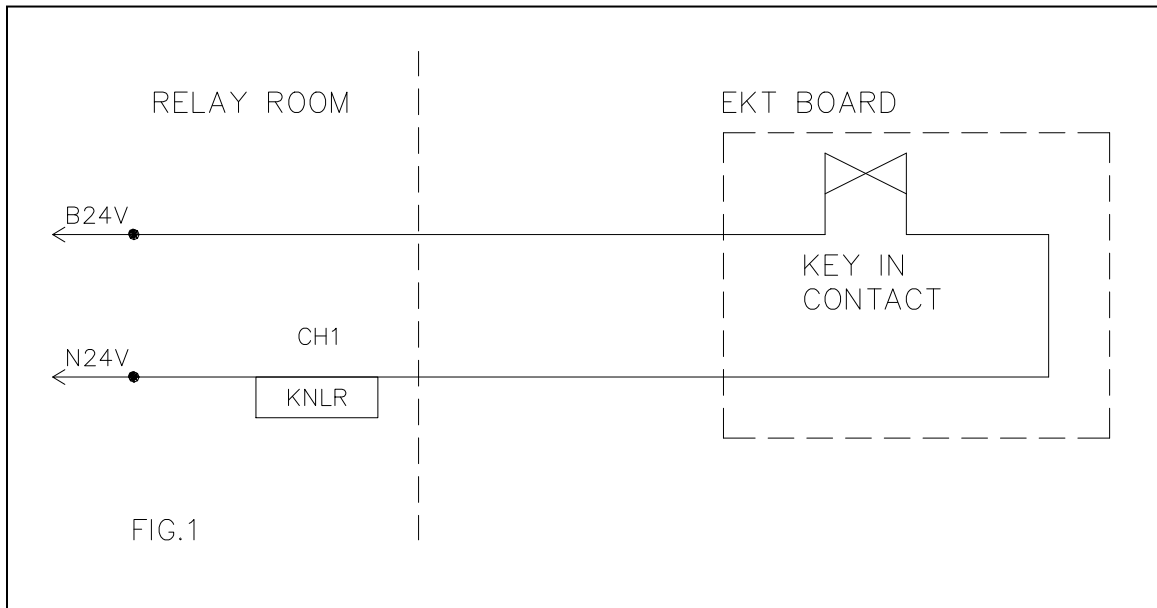 RELAY ROOM
EKT BOARD
B24V
KEY IN
CONTACT
CH1
N24V
KNLR
FIG.1